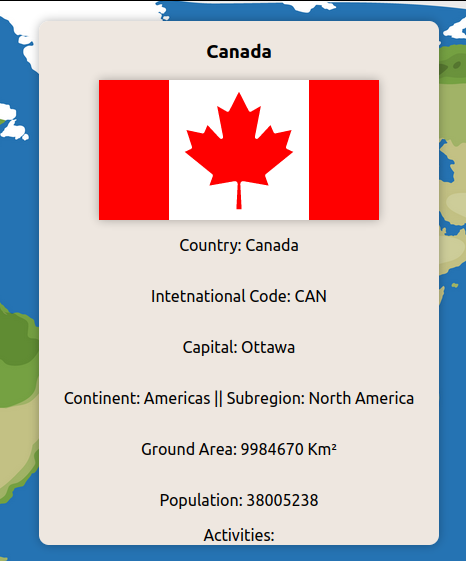 Canada
Country: Canada
Intetnational Code: CAN
Capital: Ottawa
Continent: Americas || Subregion: North America
Ground Area: 9984670 Km²
Population: 38005238
Activities: